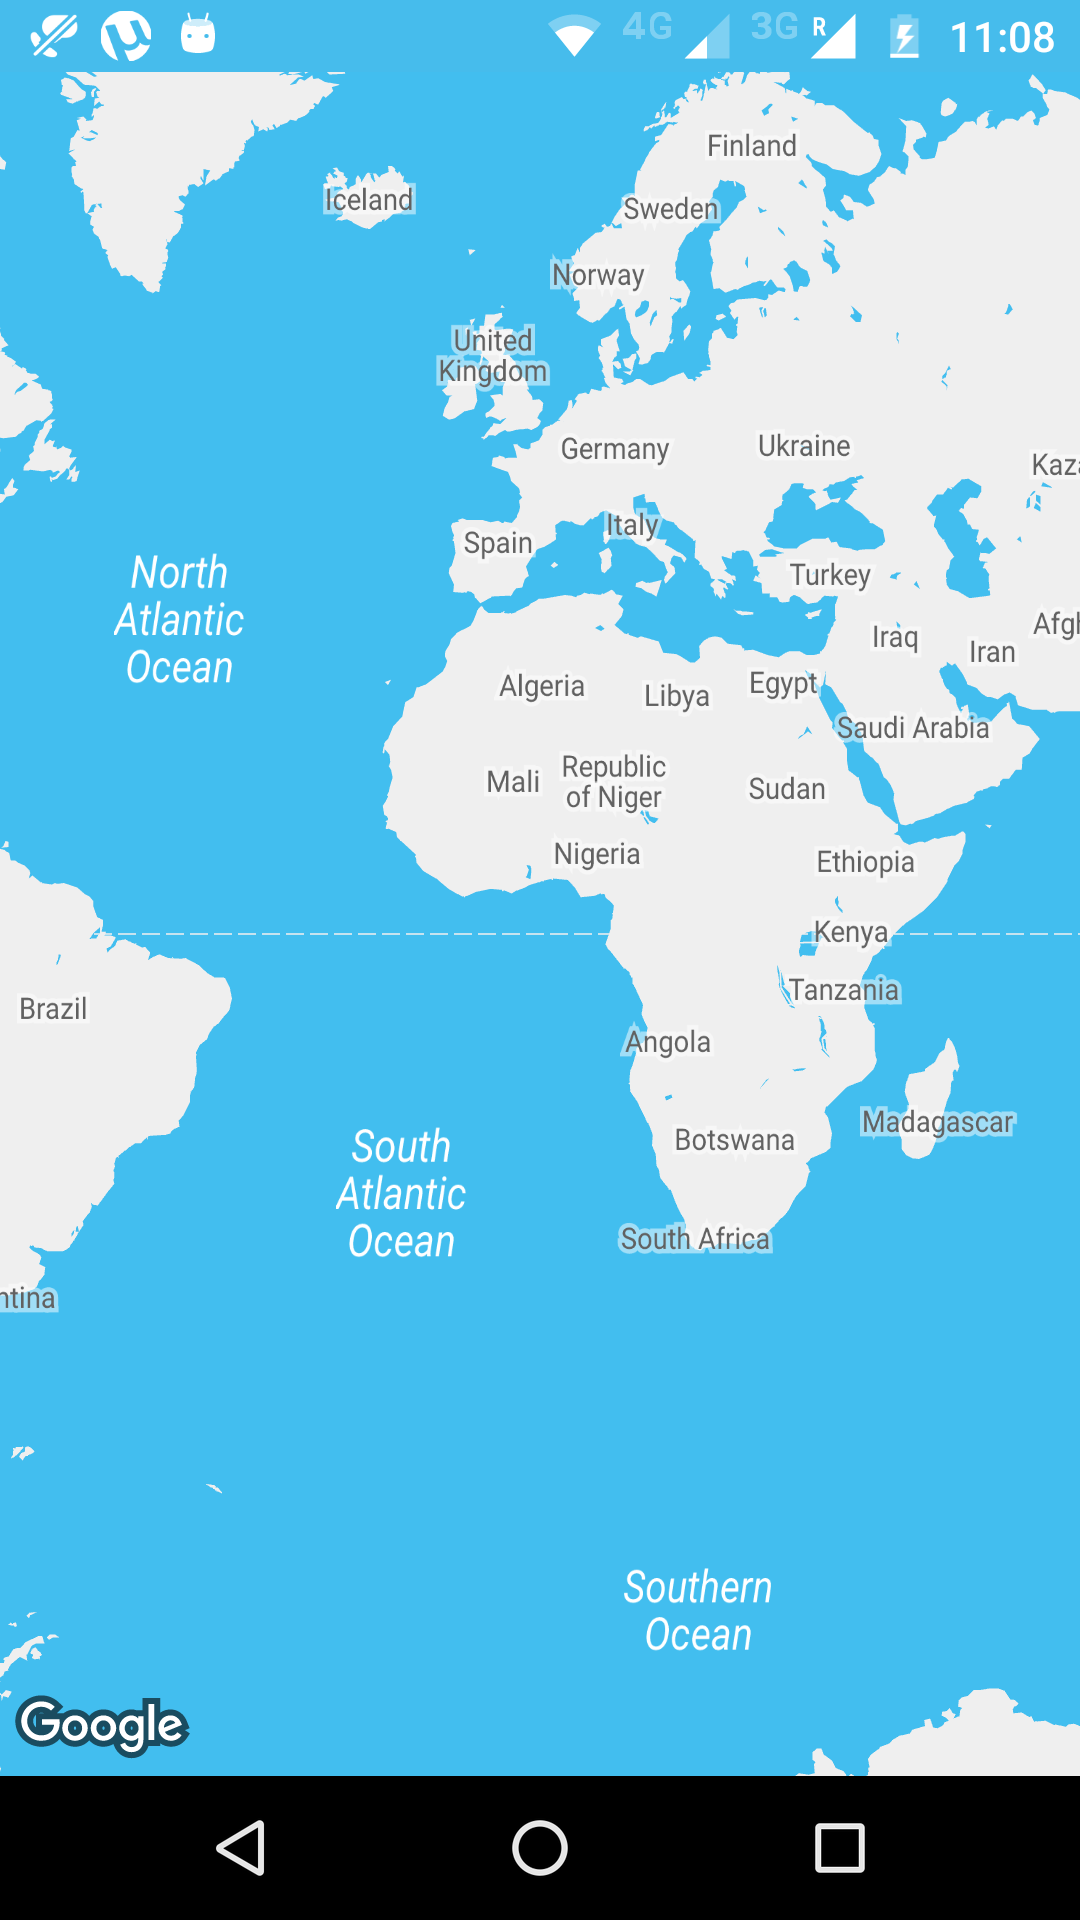 4G 3G R 11:08
Finland
Iceland
Sweden
Norway
United
Kingdom
Germany
Ukraine
Kaza
Italy
Spain
North
Atlantic
Ocean
Turkey
Afgh
Iraq
Iran
Algeria
Libya
Egypt
Saudi Arabia
Mali
Republic
of Niger
Sudan
Nigeria
Ethiopia
Kenya
Tanzania
Brazil
Angola
Madagascar
Botswana
South
Atlantic
Ocean
South Africa
ntina
Southern
Ocean
Google